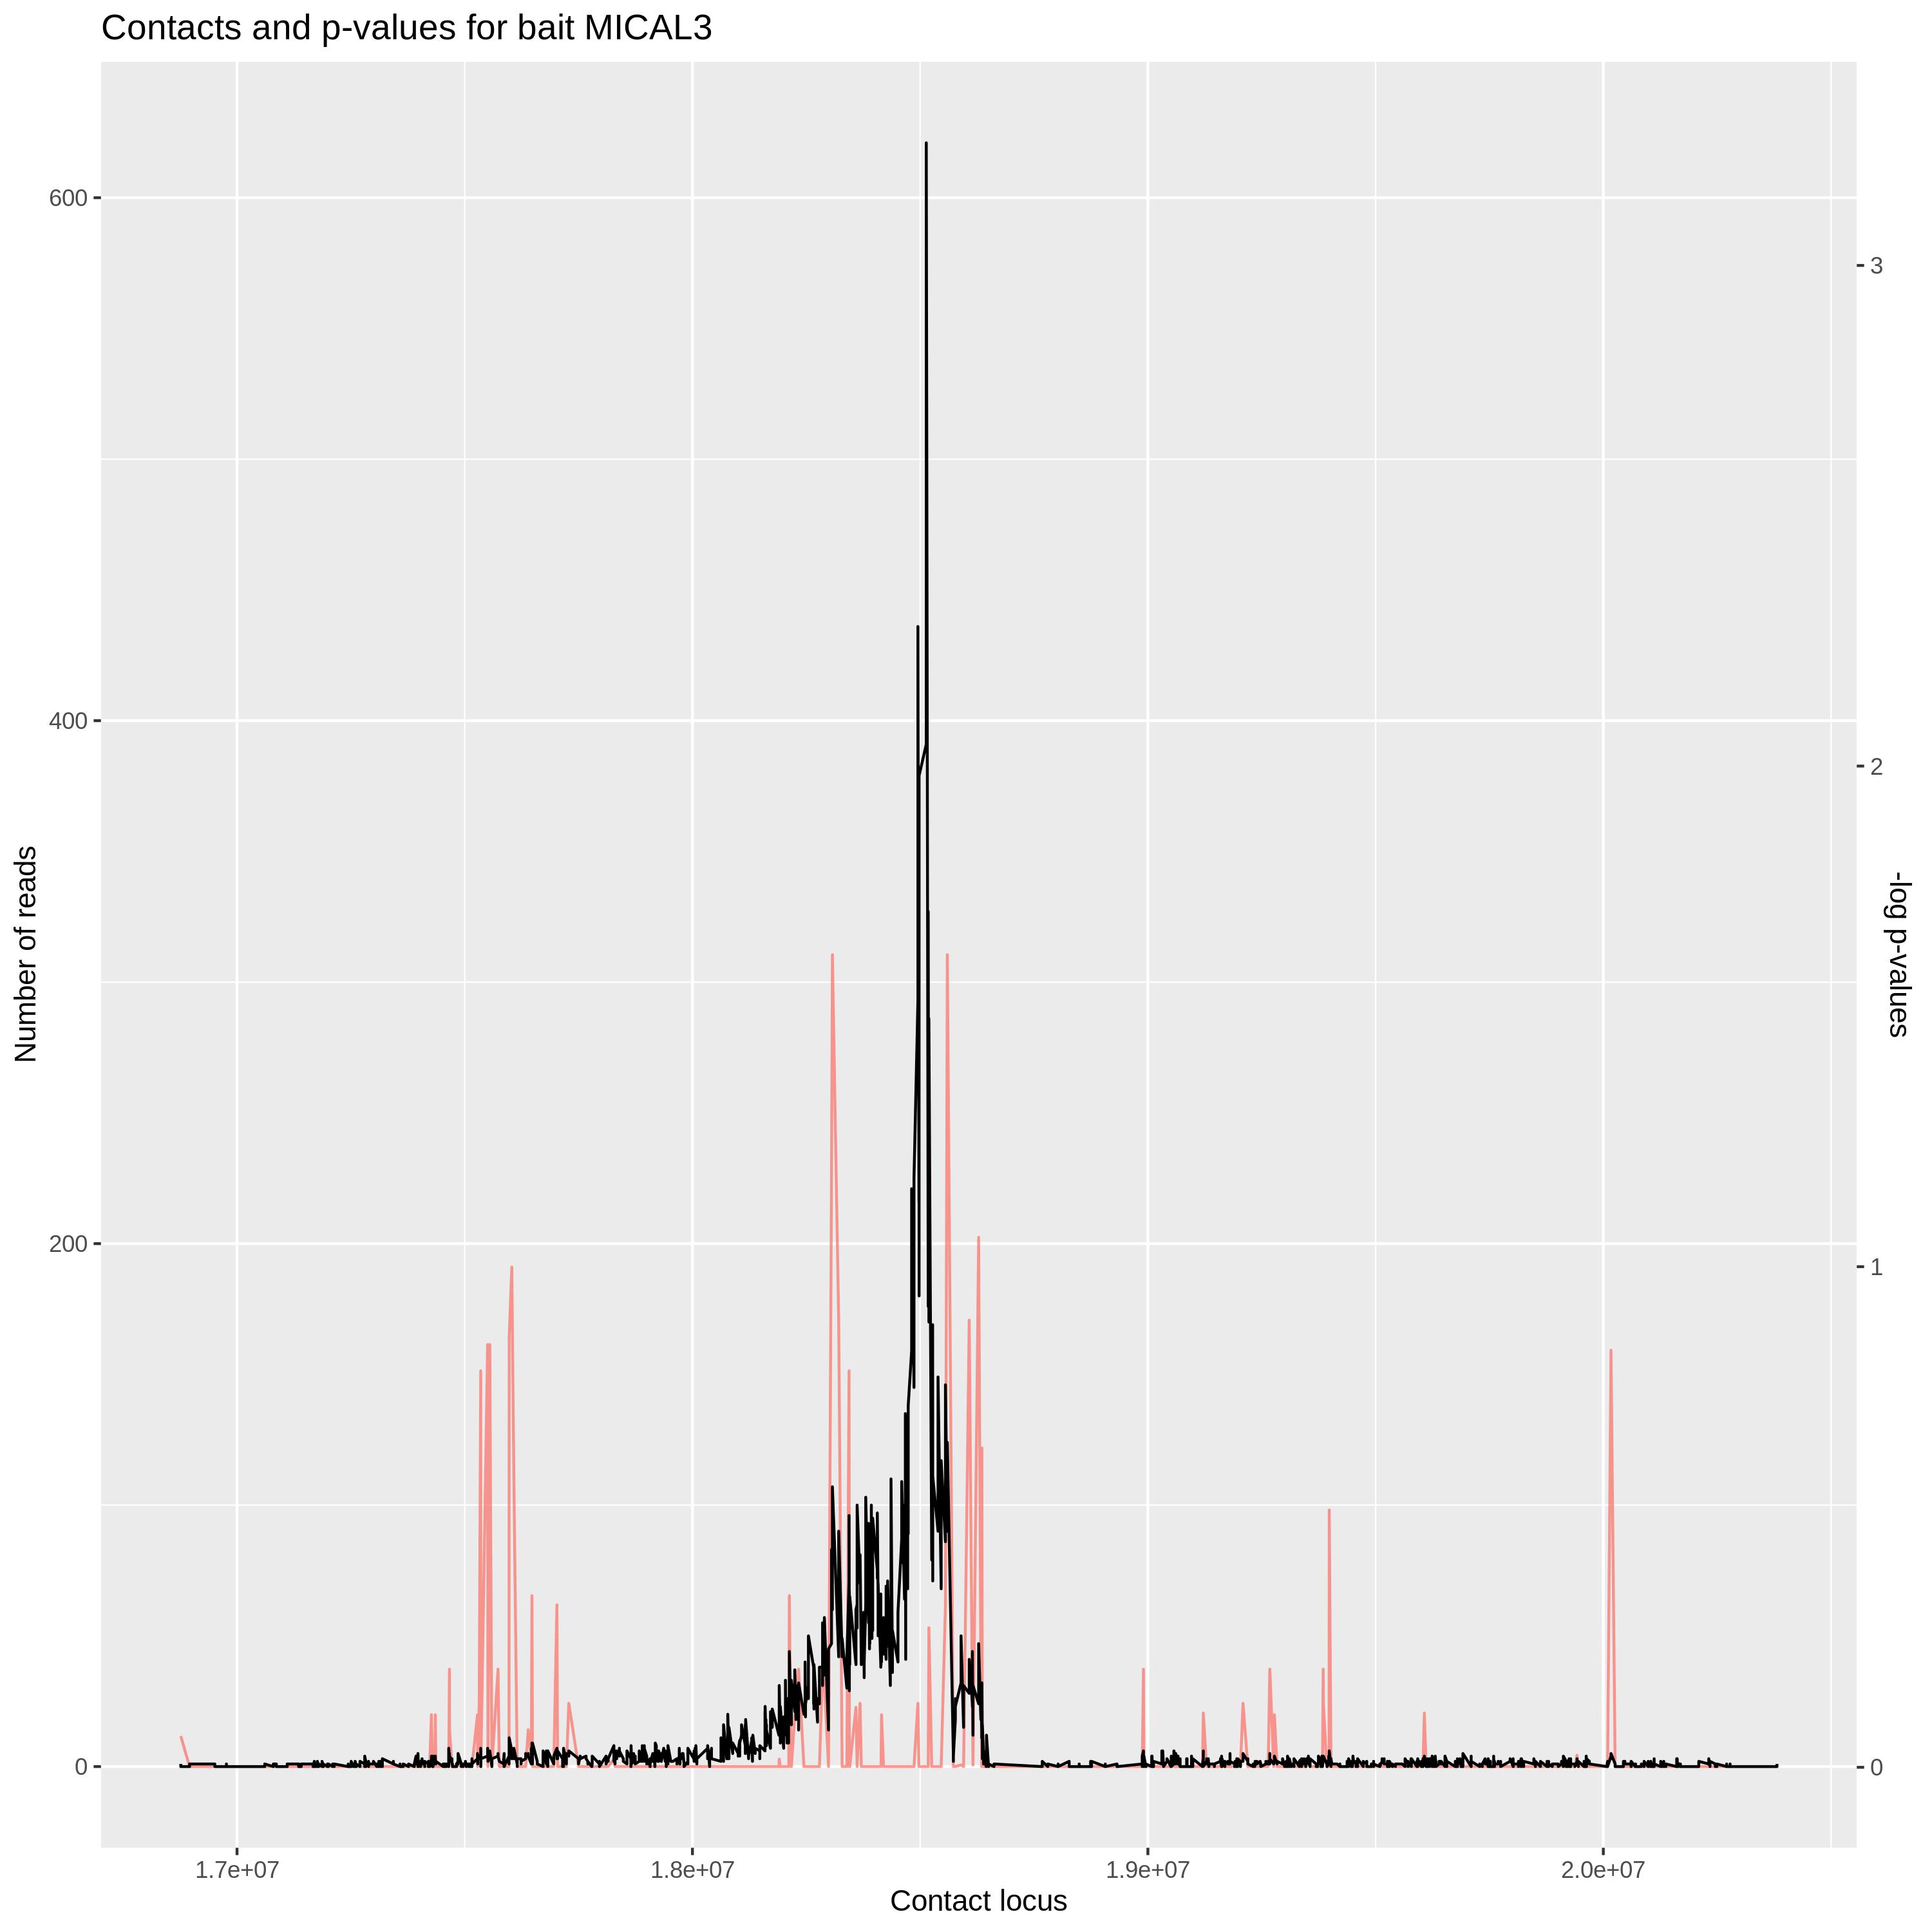 Contacts and p-values for bait MICAL3
600
400
200
0
Number of reads
3
2
1
0
-log p-values
1.7e+07 1.8e+07 1.9e+07 2.0e+07
Contact locus